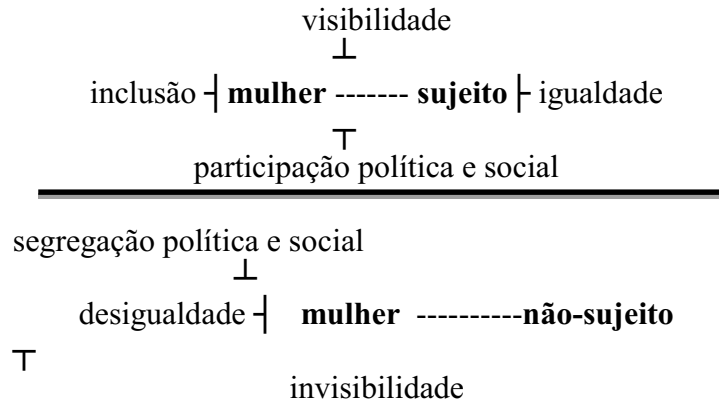 visibilidade
┴
inclusão ┤mulher ------- sujeito├ igualdade
┬
participação política e social
segregação política e social
┴
desigualdade ┤ mulher ----------não-sujeito
┬
invisibilidade